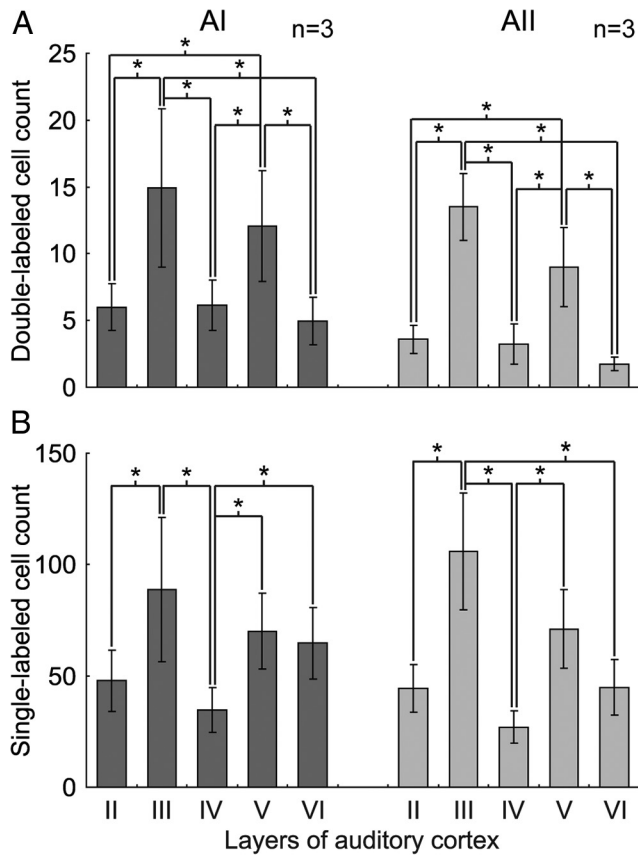 A
AI
n=3
AII
n=3
Double-labeled cell count
25
20
15
10
5
0
* * * * * *
* * * * * *
B
Single-labeled cell count
150
100
50
0
* * * *
* * * *
II III IV V VI II III IV V VI
Layers of auditory cortex